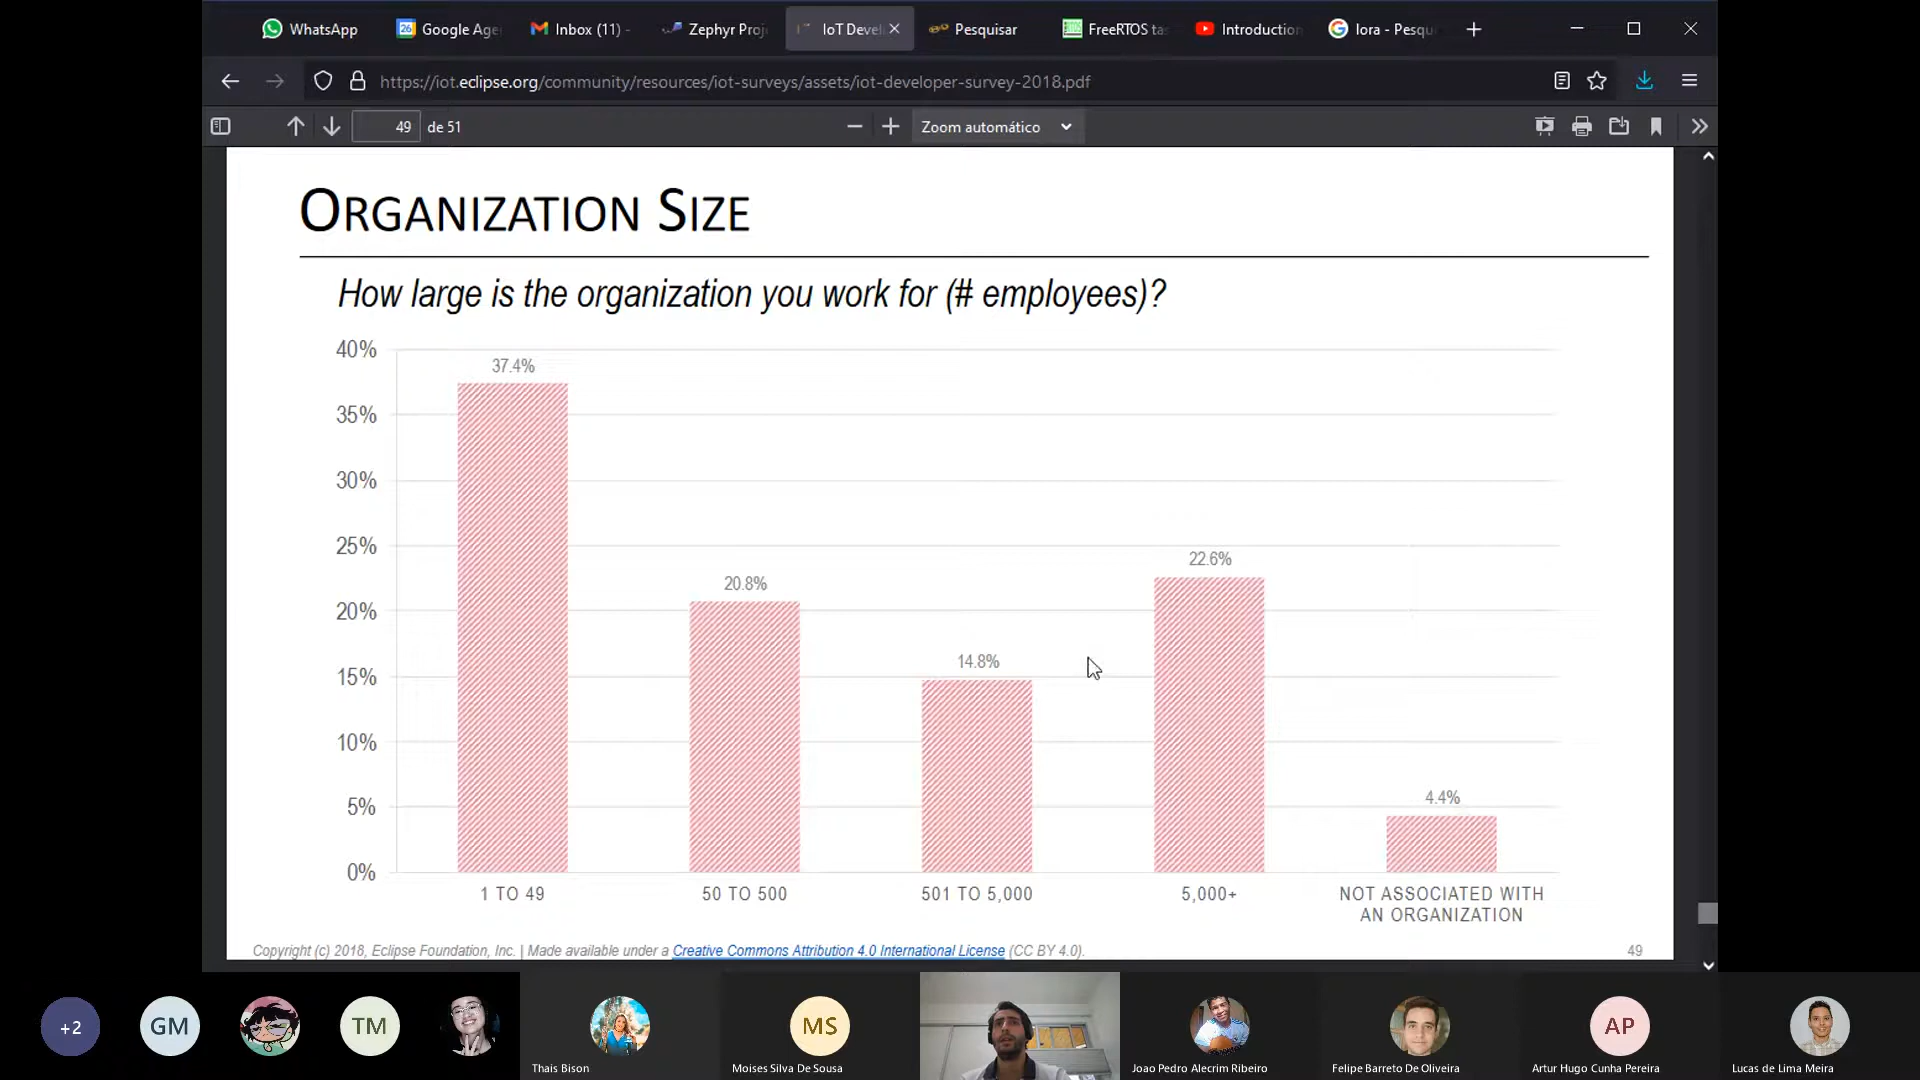 WhatsApp
26
Google Age
Inbox (11) -
Zephyr Proj
IoT Devel
Pesquisar
FreeRTOS tas
Introduction
lora - Pesqu
https://iot.eclipse.org/community/resources/iot-surveys/assets/iot-developer-survey-2018.pdf
49 de 51
Zoom automático
ORGANIZATION SIZE
How large is the organization you work for (# employees)?
40%
37.4%
35%
30%
25%
22.6%
20.8%
20%
14.8%
15%
10%
5%
4.4%
0%
1 TO 49
50 TO 500
501 TO 5,000
5,000+
NOT ASSOCIATED WITH
AN ORGANIZATION
Copyright (c) 2018, Eclipse Foundation, Inc. | Made available under a Creative Commons Attribution 4.0 International License (CC BY 4.0).
49
+2
GM
TM
MS
AP
Thais Bison
Moises Silva De Sousa
Joao Pedro Alecrim Ribeiro
Felipe Barreto De Oliveira
Artur Hugo Cunha Pereira
Lucas de Lima Meira